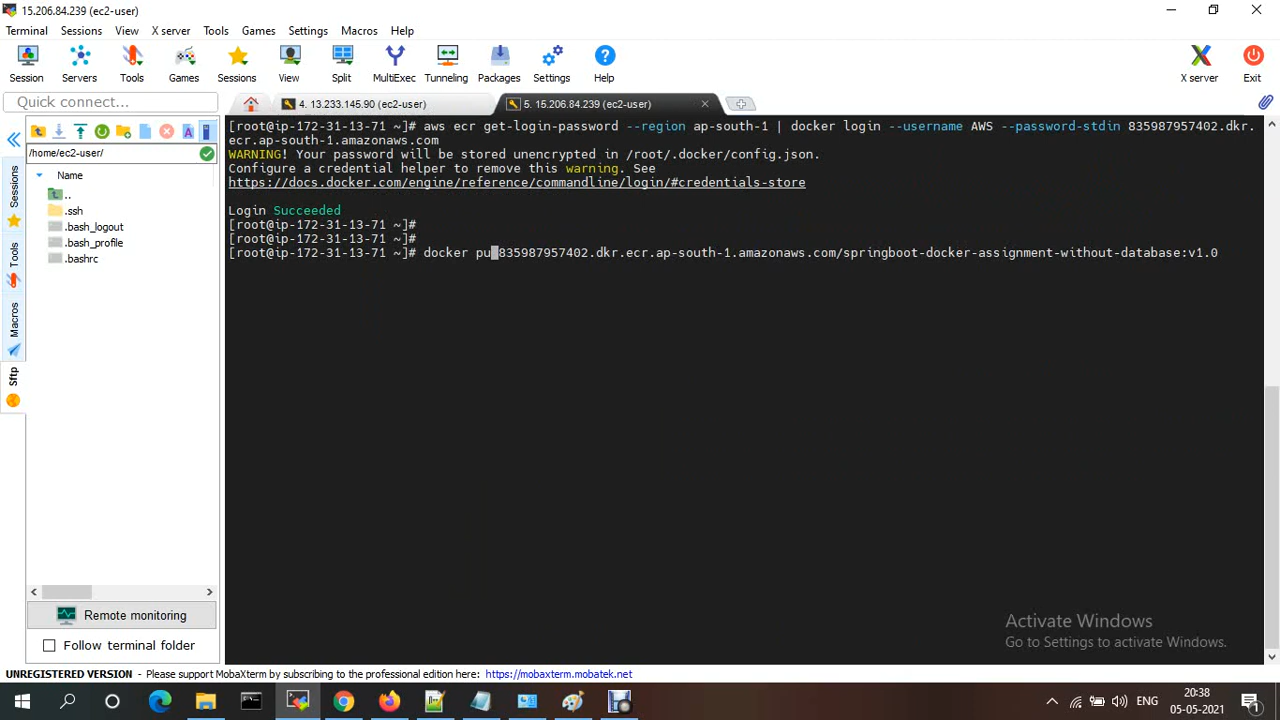 15.206.84.239 (ec2-user)
Terminal Sessions View X server Tools Games Settings Macros Help
Session Servers Tools Games Sessions View Split MultiExec Tunneling Packages Settings Help X server Exit
Quick connect...
4. 13.233.145.90 (ec2-user)
5. 15.206.84.239 (ec2-user)
/home/ec2-user/
Name
..
.ssh
.bash_logout
.bash_profile
.bashrc
Sessions
Tools
Macros
Sftp
[root@ip-172-31-13-71 ~]# aws ecr get-login-password --region ap-south-1 | docker login --username AWS --password-stdin 835987957402.dkr.
ecr.ap-south-1.amazonaws.com
WARNING! Your password will be stored unencrypted in /root/.docker/config.json.
Configure a credential helper to remove this warning. See
https://docs.docker.com/engine/reference/commandline/login/#credentials-store
Login Succeeded
[root@ip-172-31-13-71 ~]#
[root@ip-172-31-13-71 ~]#
[root@ip-172-31-13-71 ~]# docker pu 835987957402.dkr.ecr.ap-south-1.amazonaws.com/springboot-docker-assignment-without-database:v1.0
Remote monitoring
Follow terminal folder
Activate Windows
Go to Settings to activate Windows.
UNREGISTERED VERSION - Please support MobaXterm by subscribing to the professional edition here: https://mobaxterm.mobatek.net
ENG
20:38
05-05-2021
1